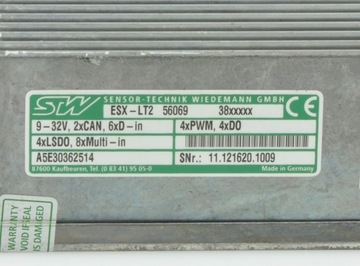 STW
SENSOR-TECHNIK WIEDEMANN GMBH
ESX-LT2 56069 38xxxxx
CE
9-32V, 2xCAN, 6xD-in
4xPWM, 4xDO
4xLSDO, 8xMulti-in
A5E30362514
SNr.: 11.121620.1009
87600 Kaufbeuren, Tel. (0 83 41) 95 05-0
Made in Germany
WARRANTY
VOID IF SEAL
IS DAMAGED